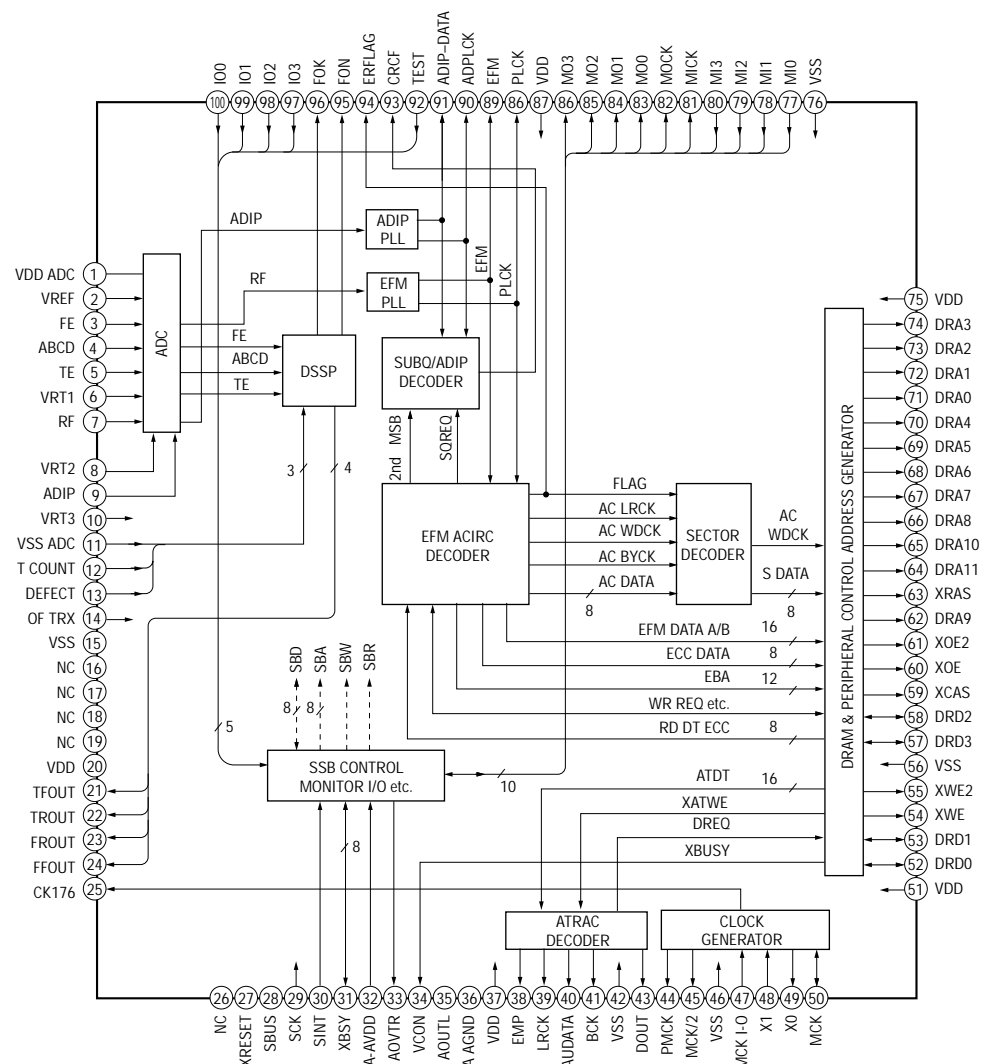 IO0
IO1
IO2
IO3
FOK
FON
ERFLAG
CRCF
TEST
ADIP–DATA
ADPLCK
EFM
PLCK
VDD
MO3
MO2
MO1
MO0
MOCK
MICK
MI3
MI2
MI1
MI0
VSS
100
99
98
97
96
95
94
93
92
91
90
89
86
87
86
85
84
83
82
81
80
79
78
77
76
VDD ADC 1
VREF 2
FE 3
ABCD 4
TE 5
VRT1 6
RF 7
VRT2 8
ADIP 9
VRT3 10
VSS ADC 11
T COUNT 12
DEFECT 13
OF TRX 14
VSS 15
NC 16
NC 17
NC 18
NC 19
VDD 20
TFOUT 21
TROUT 22
FROUT 23
FFOUT 24
CK176 25
ADC
ADIP
RF
FE
ABCD
TE
ADIP
PLL
EFM
PLL
EFM
PLCK
DSSP
SUBQ/ADIP
DECODER
2nd MSB
SQREQ
3
4
EFM ACIRC
DECODER
FLAG
AC LRCK
AC WDCK
AC BYCK
AC DATA
8
SECTOR
DECODER
AC
WDCK
S DATA
8
EFM DATA A/B 16
ECC DATA 8
EBA 12
WR REQ etc.
RD DT ECC 8
SBD
SBA
SBW
SBR
8
8
5
SSB CONTROL
MONITOR I/O etc.
10
8
ATDT 16
XATWE
DREQ
XBUSY
ATRAC
DECODER
CLOCK
GENERATOR
DRAM & PERIPHERAL CONTROL ADDRESS GENERATOR
75 VDD
74 DRA3
73 DRA2
72 DRA1
71 DRA0
70 DRA4
69 DRA5
68 DRA6
67 DRA7
66 DRA8
65 DRA10
64 DRA11
63 XRAS
62 DRA9
61 XOE2
60 XOE
59 XCAS
58 DRD2
57 DRD3
56 VSS
55 XWE2
54 XWE
53 DRD1
52 DRD0
51 VDD
26
27
28
29
30
31
32
33
34
35
36
37
38
39
40
41
42
43
44
45
46
47
48
49
50
NC
XRESET
SBUS
SCK
SINT
XBSY
A-AVDD
AOVTR
VCON
AOUTL
A AGND
VDD
EMP
LRCK
AUDATA
BCK
VSS
DOUT
PMCK
MCK/2
VSS
MCK I-O
X1
X0
MCK